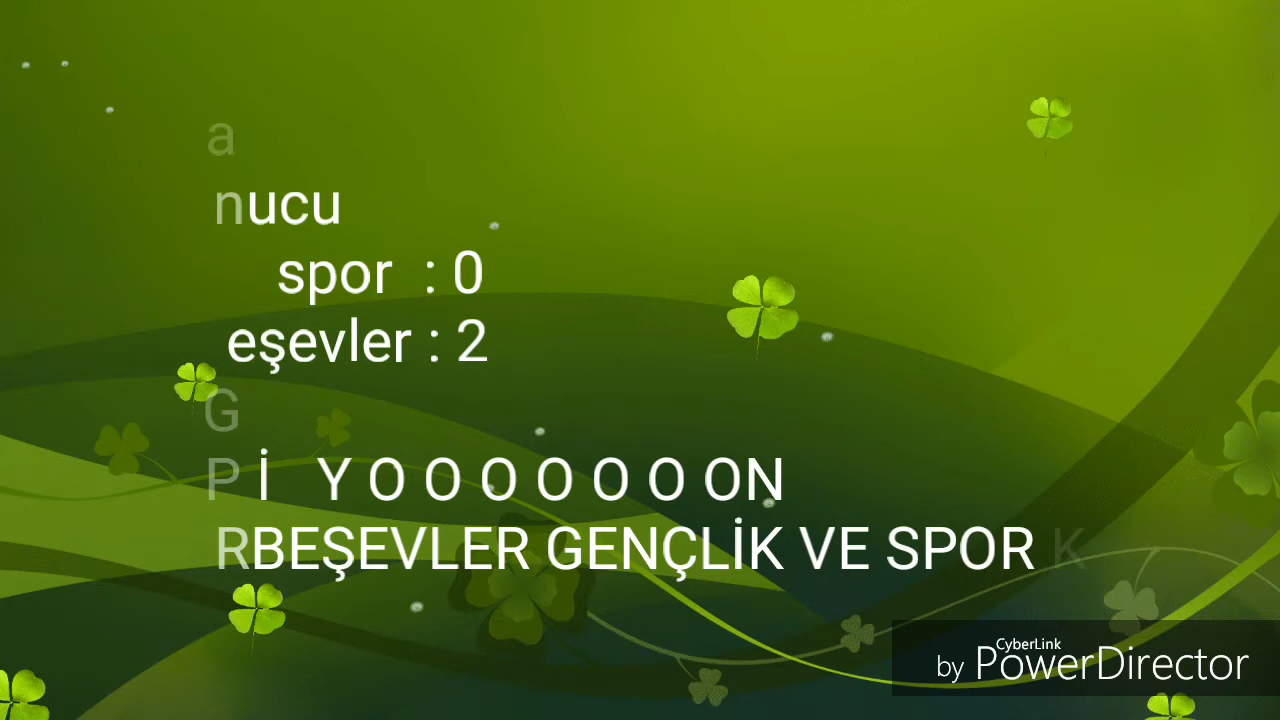 a
nucu
spor : 0
eşevler : 2
G
P İ Y O O O O O O ON
RBEŞEVLER GENÇLİK VE SPOR K
CyberLink
by PowerDirector